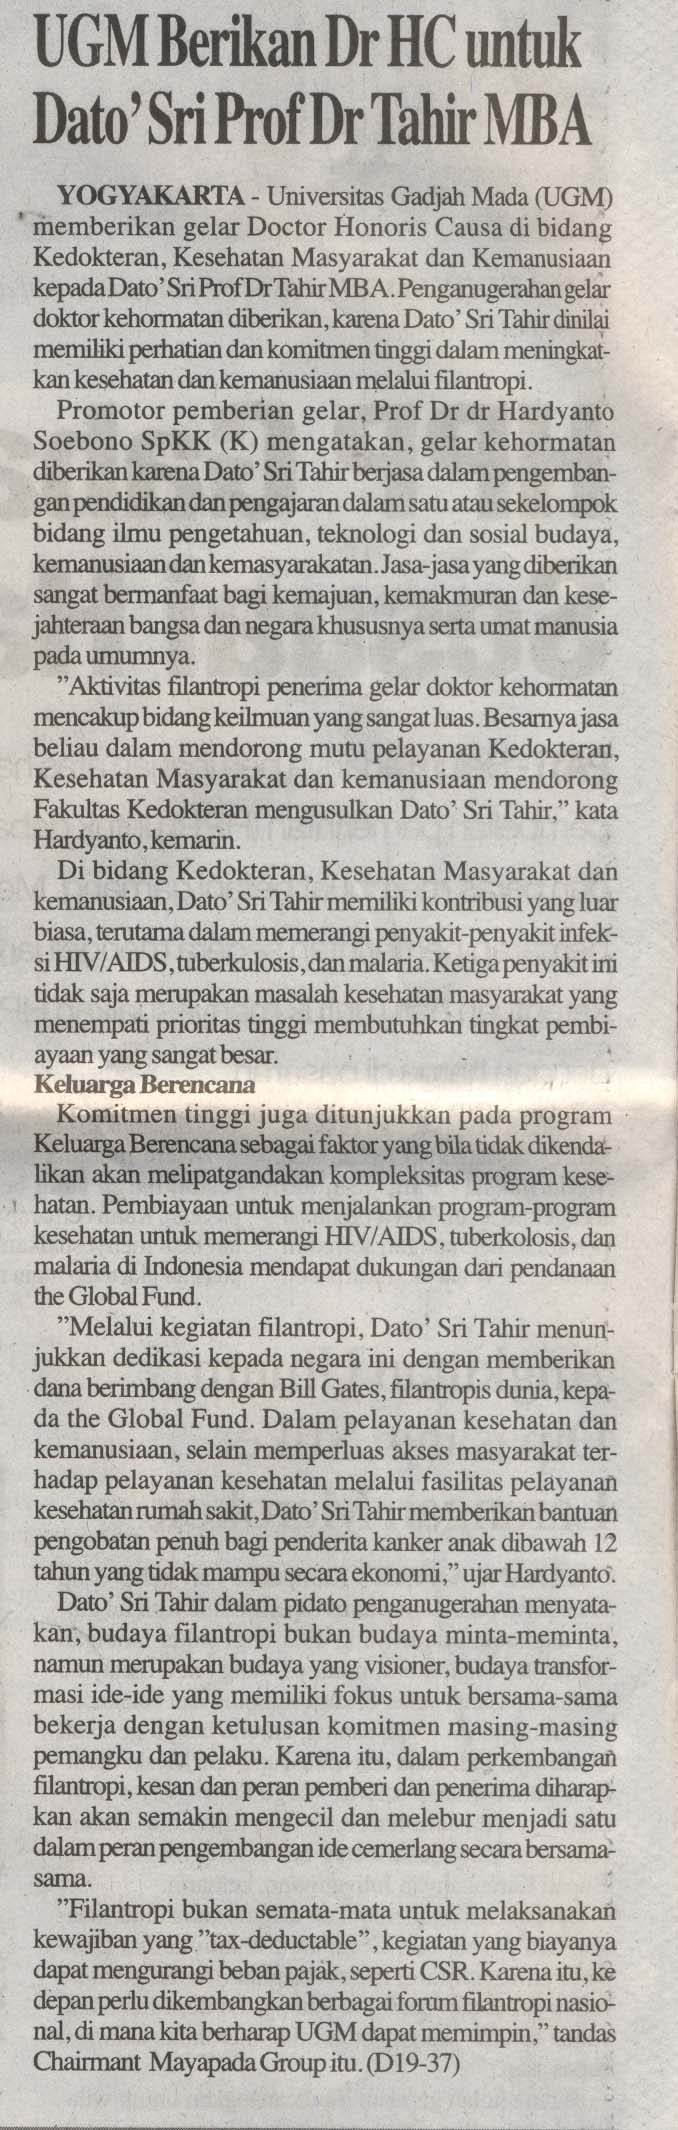 UGM Berikan Dr HC untuk
Dato' Sri Prof Dr Tahir MBA
YOGYAKARTA - Universitas Gadjah Mada (UGM)
memberikan gelar Doctor Honoris Causa di bidang
Kedokteran, Kesehatan Masyarakat dan Kemanusiaan
kepada Dato' Sri Prof Dr Tahir MBA. Penganugerahan gelar
doktor kehormatan diberikan, karena Dato' Sri Tahir dinilai
memiliki perhatian dan komitmen tinggi dalam meningkat-
kan kesehatan dan kemanusiaan melalui filantropi.
Promotor pemberian gelar, Prof Dr dr Hardyanto
Soebono SpKK (K) mengatakan, gelar kehormatan
diberikan karena Dato' Sri Tahir berjasa dalam pengemban-
gan pendidikan dan pengajaran dalam satu atau sekelompok
bidang ilmu pengetahuan, teknologi dan sosial budaya,
kemanusiaan dan kemasyarakatan. Jasa-jasa yang diberikan
sangat bermanfaat bagi kemajuan, kemakmuran dan kese-
jahteraan bangsa dan negara khususnya serta umat manusia
pada umumnya.
"Aktivitas filantropi penerima gelar doktor kehormatan
mencakup bidang keilmuan yang sangat luas. Besarnya jasa
beliau dalam mendorong mutu pelayanan Kedokteran,
Kesehatan Masyarakat dan kemanusiaan mendorong
Fakultas Kedokteran mengusulkan Dato' Sri Tahir," kata
Hardyanto, kemarin.
Di bidang Kedokteran, Kesehatan Masyarakat dan
kemanusiaan, Dato' Sri Tahir memiliki kontribusi yang luar
biasa, terutama dalam memerangi penyakit-penyakit infek-
si HIV/AIDS, tuberkulosis, dan malaria. Ketiga penyakit ini
tidak saja merupakan masalah kesehatan masyarakat yang
menempati prioritas tinggi membutuhkan tingkat pembi-
ayaan yang sangat besar.
Keluarga Berencana
Komitmen tinggi juga ditunjukkan pada program
Keluarga Berencana sebagai faktor yang bila tidak dikenda-
likan akan melipatgandakan kompleksitas program kese-
hatan. Pembiayaan untuk menjalankan program-program
kesehatan untuk memerangi HIV/AIDS, tuberkolosis, dan
malaria di Indonesia mendapat dukungan dari pendanaan
the Global Fund.
"Melalui kegiatan filantropi, Dato' Sri Tahir menun-
jukkan dedikasi kepada negara ini dengan memberikan
dana berimbang dengan Bill Gates, filantropis dunia, kepa-
da the Global Fund. Dalam pelayanan kesehatan dan
kemanusiaan, selain memperluas akses masyarakat ter-
hadap pelayanan kesehatan melalui fasilitas pelayanan
kesehatan rumah sakit, Dato' Sri Tahir memberikan bantuan
pengobatan penuh bagi penderita kanker anak dibawah 12
tahun yang tidak mampu secara ekonomi," ujar Hardyanto.
Dato' Sri Tahir dalam pidato penganugerahan menyata-
kan, budaya filantropi bukan budaya minta-meminta,
namun merupakan budaya yang visioner, budaya transfor-
masi ide-ide yang memiliki fokus untuk bersama-sama
bekerja dengan ketulusan komitmen masing-masing
pemangku dan pelaku. Karena itu, dalam perkembangan
filantropi, kesan dan peran pemberi dan penerima diharap-
kan akan semakin mengecil dan melebur menjadi satu
dalam peran pengembangan ide cemerlang secara bersama-
sama.
"Filantropi bukan semata-mata untuk melaksanakan
kewajiban yang "tax-deductable", kegiatan yang biayanya
dapat mengurangi beban pajak, seperti CSR. Karena itu, ke
depan perlu dikembangkan berbagai forum filantropi nasio-
nal, di mana kita berharap UGM dapat memimpin," tandas
Chairmant Mayapada Group itu. (D19-37)